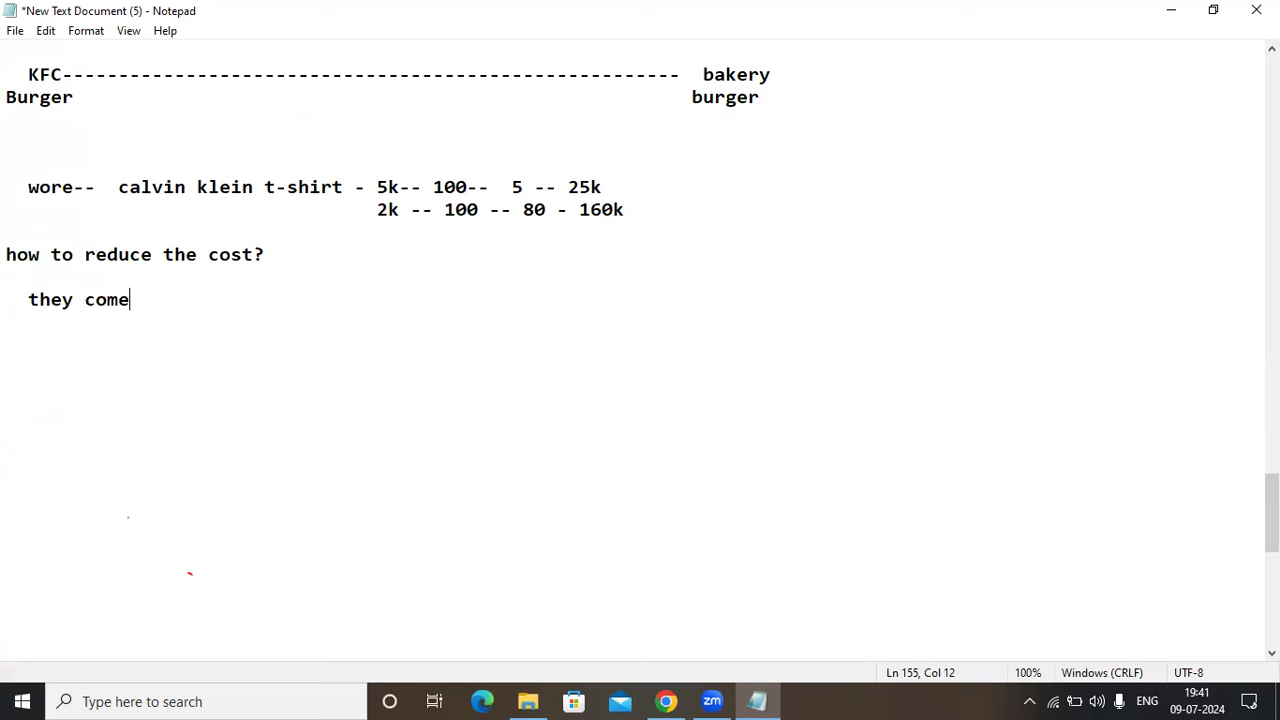 *New Text Document (5) - Notepad
File Edit Format View Help
KFC------------------------------------------------------- bakery
Burger burger
wore-- calvin klein t-shirt - 5k-- 100-- 5 -- 25k
2k -- 100 -- 80 - 160k
how to reduce the cost?
they come
Ln 155, Col 12 100% Windows (CRLF) UTF-8
Type here to search zm ENG 19:41
09-07-2024